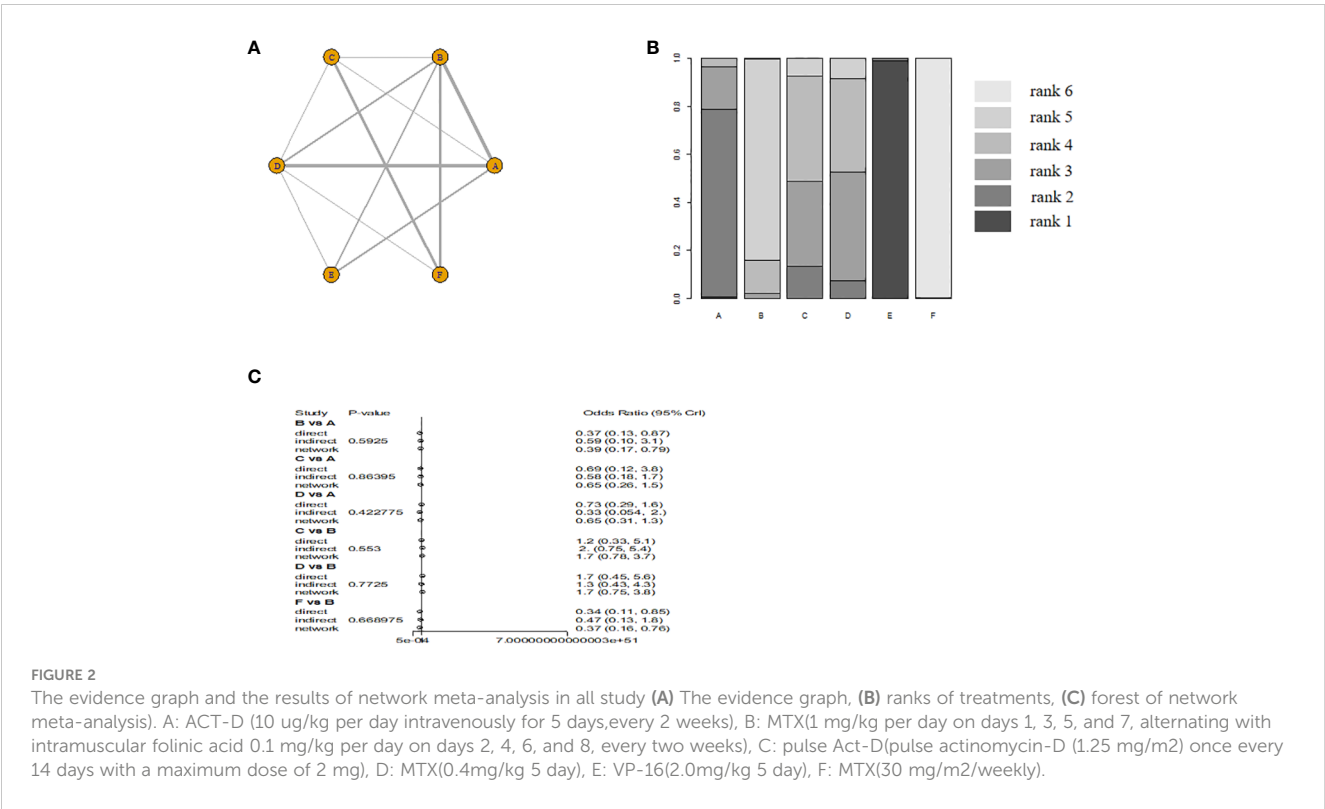 A
C
B
D
A
E
F
B
1.0
0.8
0.6
0.4
0.2
0.0
A B C D E F
rank 6
rank 5
rank 4
rank 3
rank 2
rank 1
C
Study P-value Odds Ratio (95% CrI)
B vs A
direct 0.37 (0.13, 0.87)
indirect 0.5925 0.59 (0.10, 3.1)
network 0.39 (0.17, 0.79)
C vs A
direct 0.69 (0.12, 3.8)
indirect 0.86395 0.58 (0.18, 1.7)
network 0.65 (0.26, 1.5)
D vs A
direct 0.73 (0.29, 1.6)
indirect 0.422775 0.33 (0.054, 2.)
network 0.65 (0.31, 1.3)
C vs B
direct 1.2 (0.33, 5.1)
indirect 0.553 2. (0.75, 5.4)
network 1.7 (0.78, 3.7)
D vs B
direct 1.7 (0.45, 5.6)
indirect 0.7725 1.3 (0.43, 4.3)
network 1.7 (0.75, 3.8)
F vs B
direct 0.34 (0.11, 0.85)
indirect 0.668975 0.47 (0.13, 1.8)
network 0.37 (0.16, 0.76)
7.00000000000003e+51
FIGURE 2
The evidence graph and the results of network meta-analysis in all study (A) The evidence graph, (B) ranks of treatments, (C) forest of network
meta-analysis). A: ACT-D (10 ug/kg per day intravenously for 5 days,every 2 weeks), B: MTX(1 mg/kg per day on days 1, 3, 5, and 7, alternating with
intramuscular folinic acid 0.1 mg/kg per day on days 2, 4, 6, and 8, every two weeks), C: pulse Act-D(pulse actinomycin-D (1.25 mg/m2) once every
14 days with a maximum dose of 2 mg), D: MTX(0.4mg/kg 5 day), E: VP-16(2.0mg/kg 5 day), F: MTX(30 mg/m2/weekly).